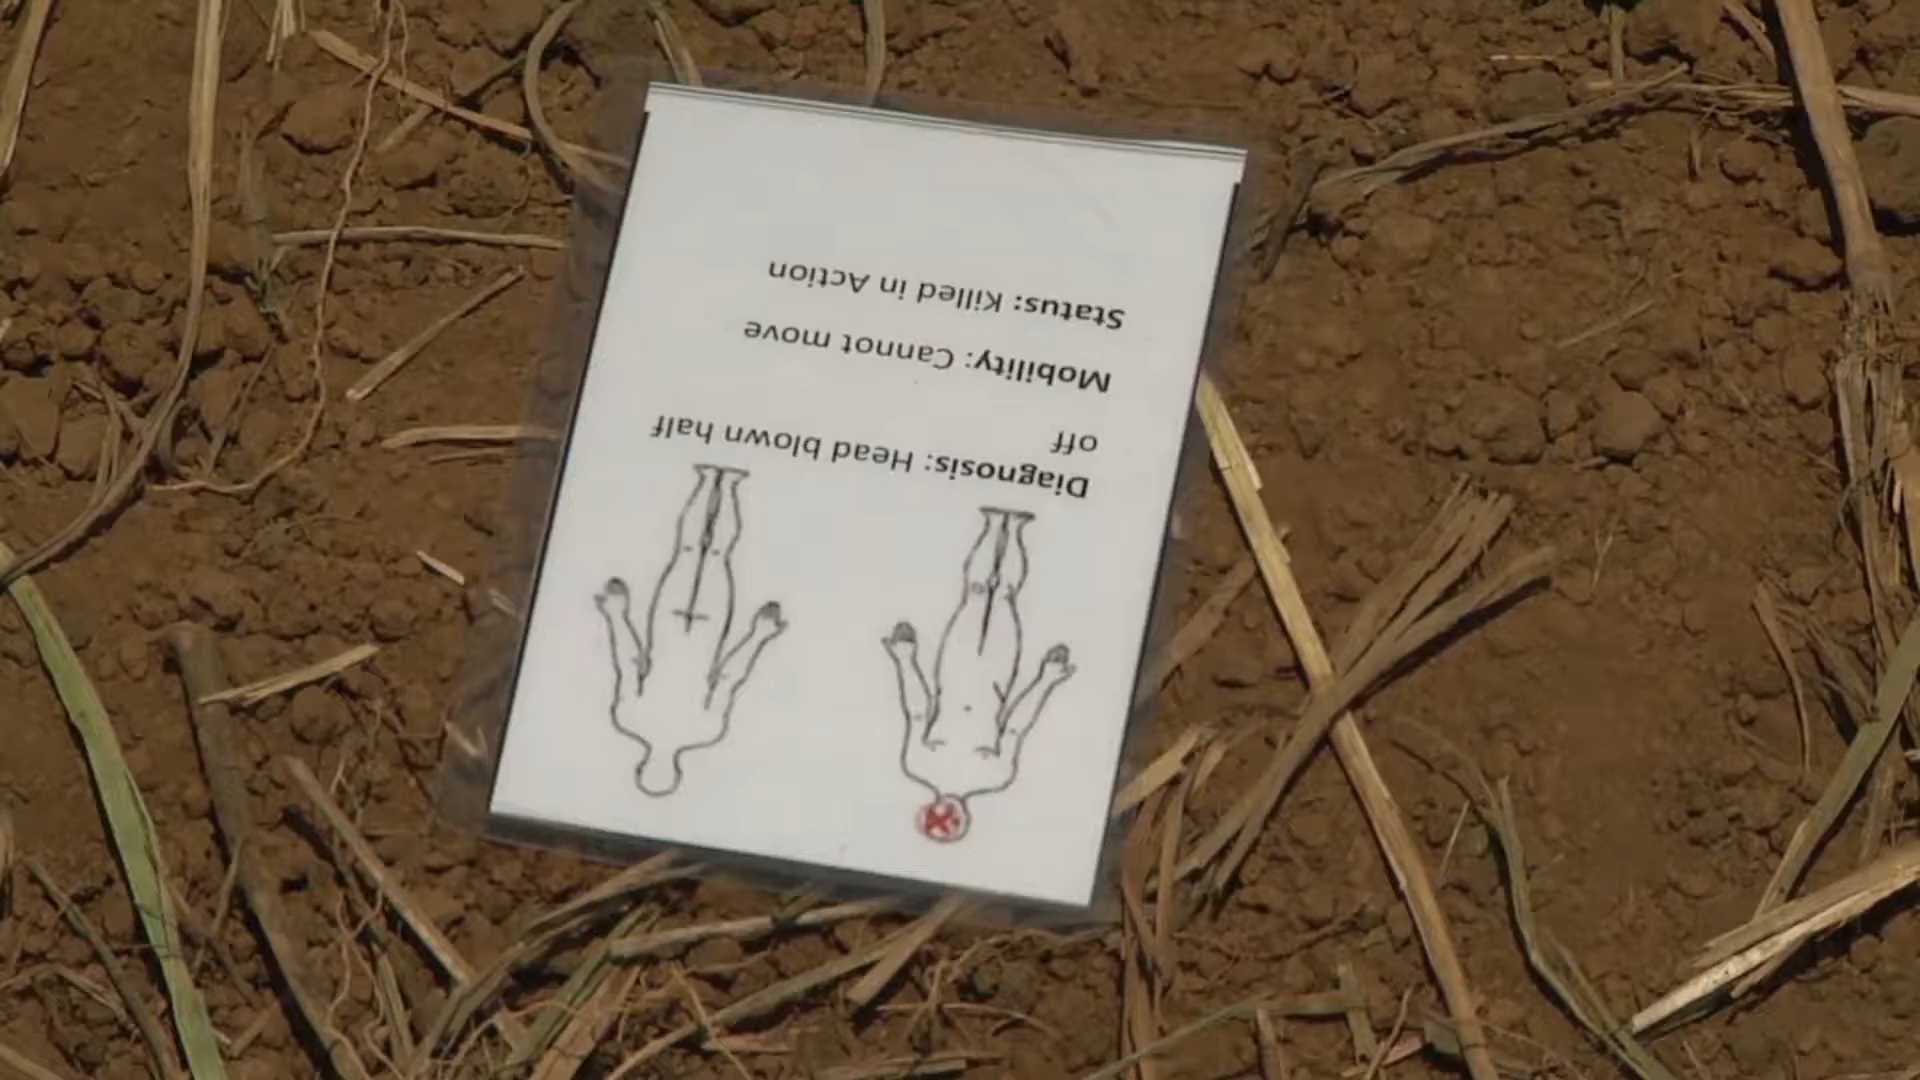 Diagnosis: Head blown half
off
Mobility: Cannot move
Status: Killed in Action